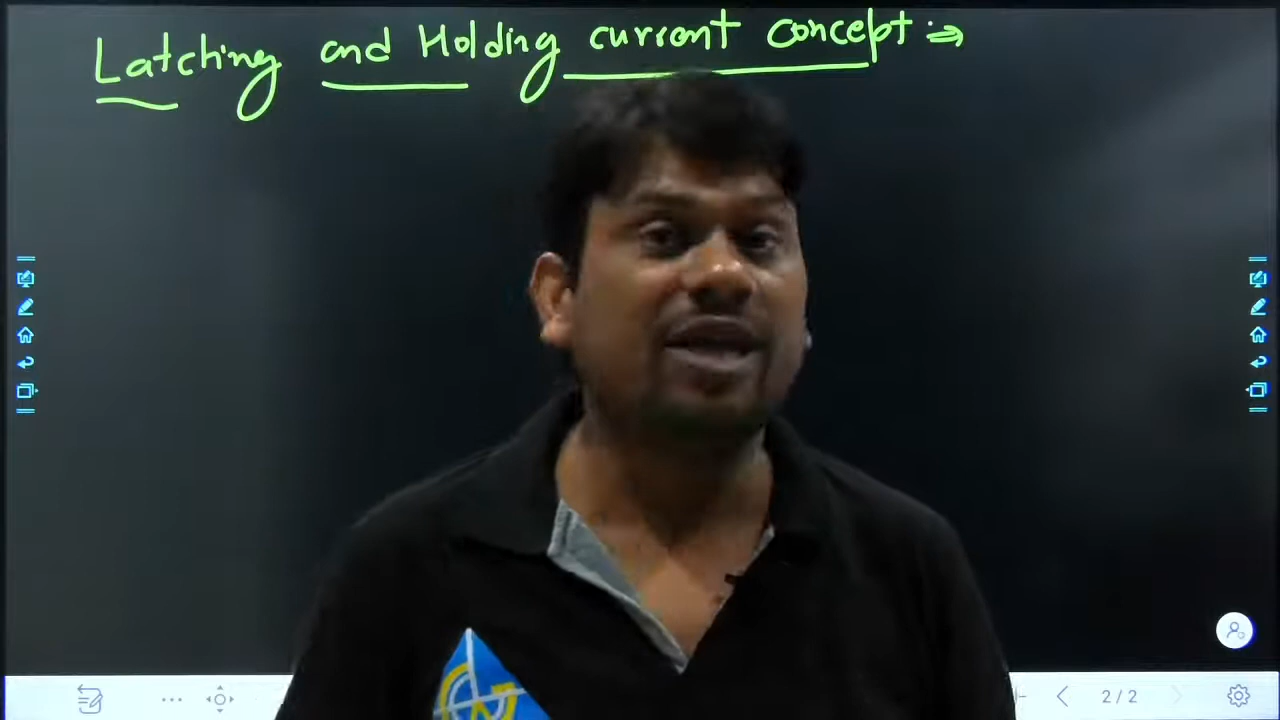 Latching and Holding current concept :⇒
2/2